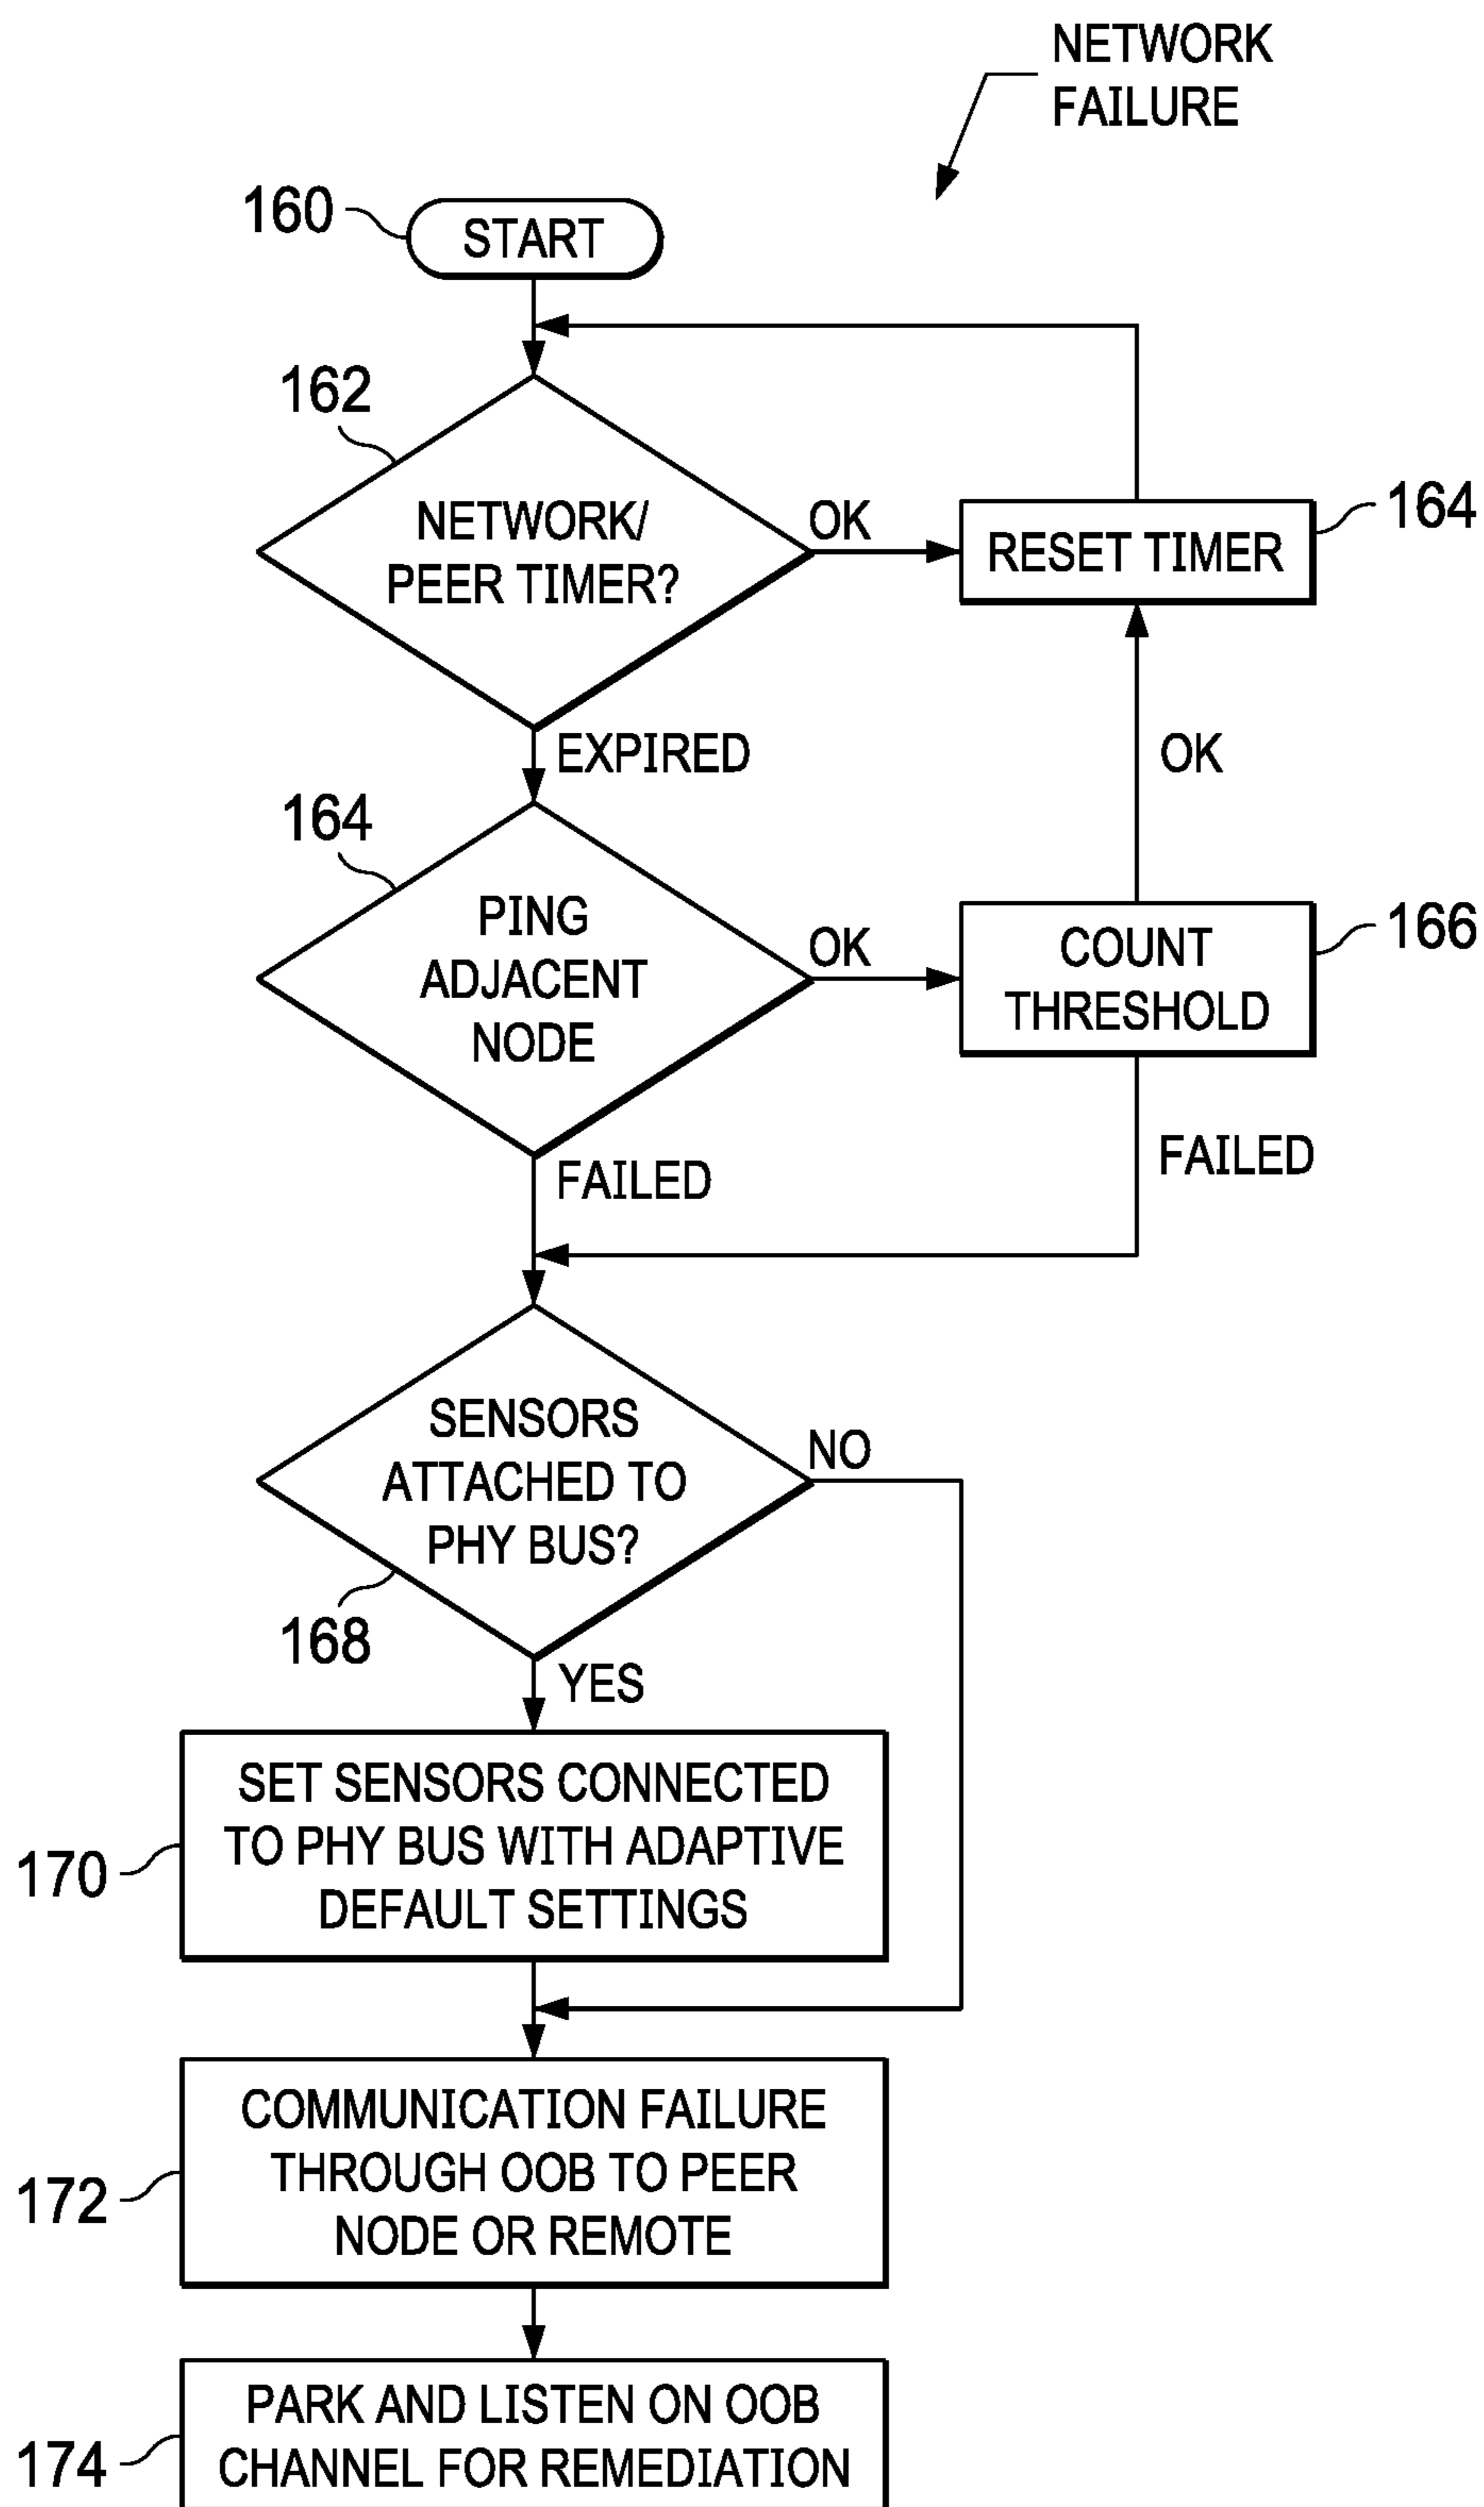 NETWORK
FAILURE
160
START
162
NETWORK/
PEER TIMER?
OK
RESET TIMER
164
EXPIRED
OK
164
PING
ADJACENT
NODE
OK
COUNT
THRESHOLD
166
FAILED
FAILED
SENSORS
ATTACHED TO
PHY BUS?
NO
168
YES
SET SENSORS CONNECTED
TO PHY BUS WITH ADAPTIVE
DEFAULT SETTINGS
170
COMMUNICATION FAILURE
THROUGH OOB TO PEER
NODE OR REMOTE
172
PARK AND LISTEN ON OOB
CHANNEL FOR REMEDIATION
174